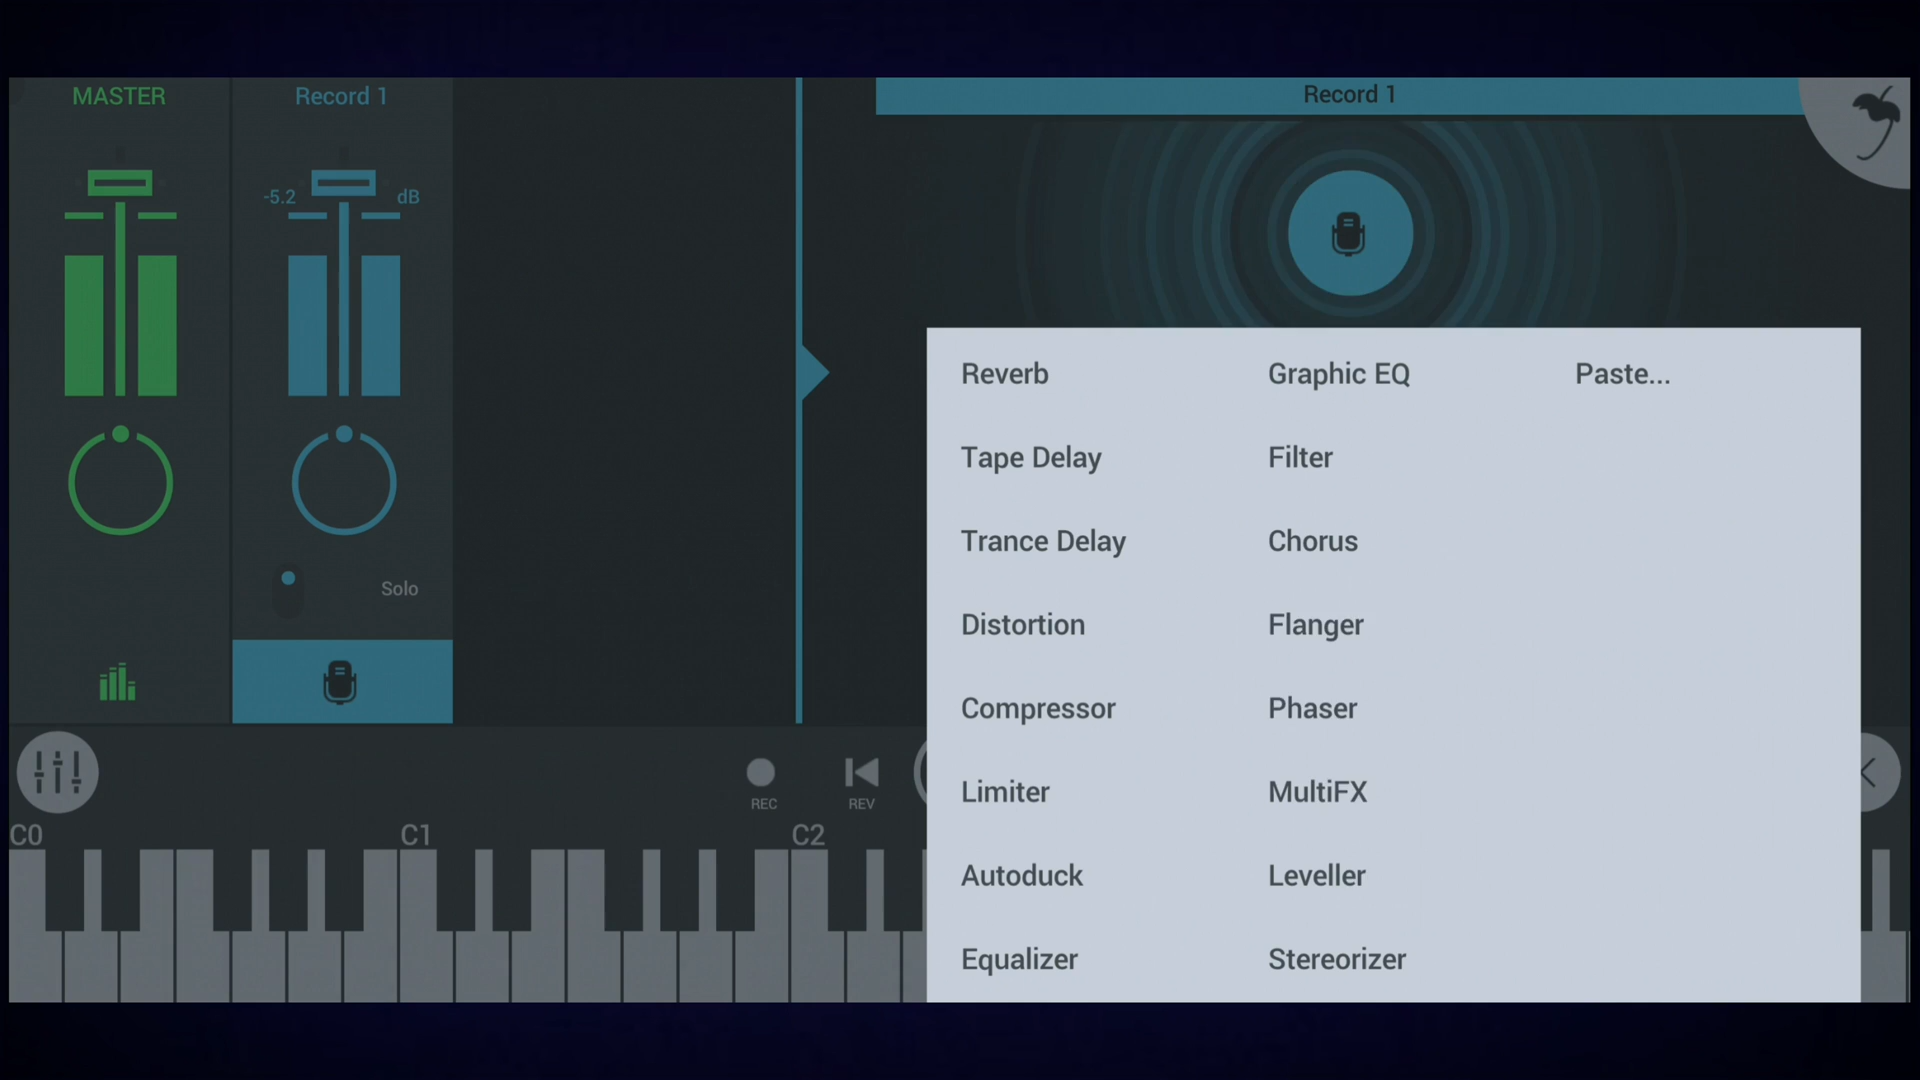 MASTER
Record 1
Record 1
-5.2
dB
Solo
Reverb
Graphic EQ
Paste...
Tape Delay
Filter
Trance Delay
Chorus
Distortion
Flanger
Compressor
Phaser
Limiter
MultiFX
Autoduck
Leveller
Equalizer
Stereorizer
REC
REV
C0
C1
C2